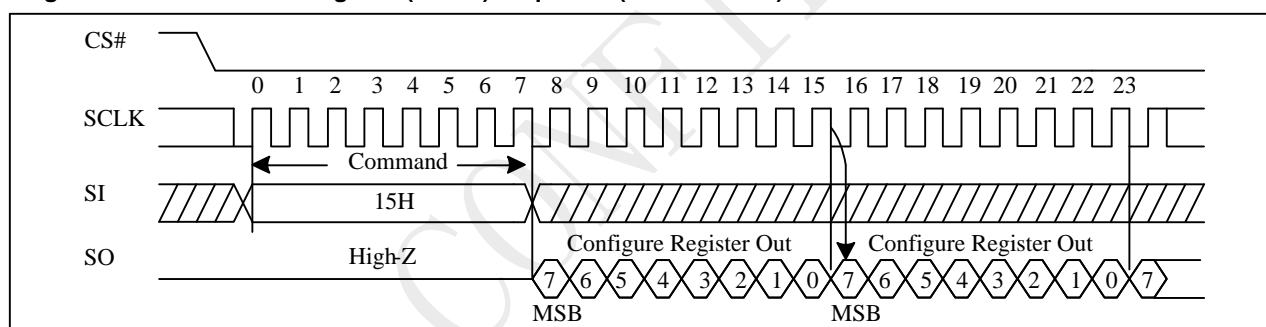 CS#
0 1 2 3 4 5 6 7 8 9 10 11 12 13 14 15 16 17 18 19 20 21 22 23
SCLK
Command
SI
15H
Configure Register Out Configure Register Out
SO
High-Z
7 6 5 4 3 2 1 0 7 6 5 4 3 2 1 0 7
MSB MSB